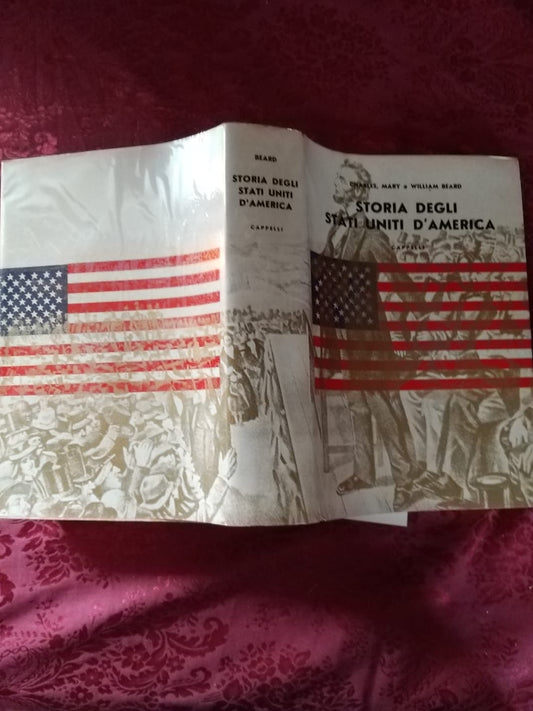 BEARD
STORIA DEGLI
STATI UNITI
D'AMERICA
CAPPELLI
CHARLES, MARY e WILLIAM BEARD
STORIA DEGLI
STATI UNITI D'AMERICA
CAPPELLI